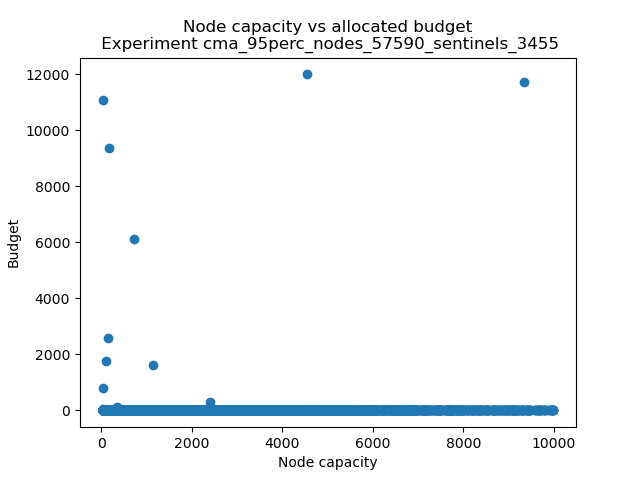 Node capacity vs allocated budget
Experiment cma_95perc_nodes_57590_sentinels_3455
12000
10000
8000
6000
4000
2000
0
Budget
0 2000 4000 6000 8000 10000
Node capacity